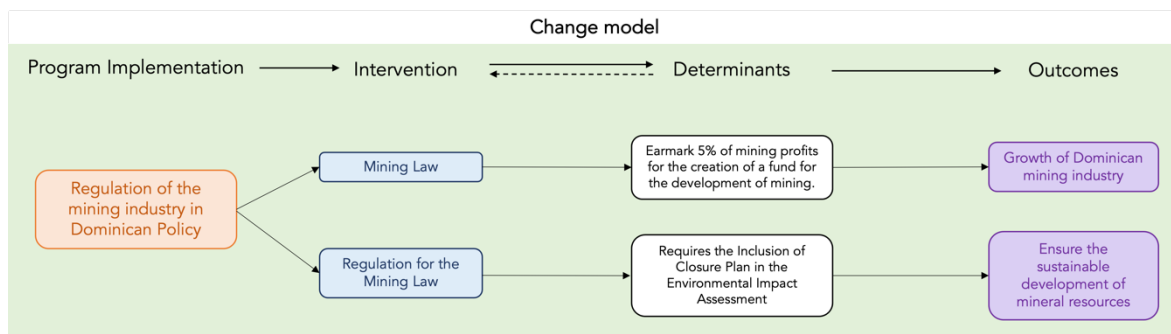 Change model
Program Implementation
Intervention
Determinants
Outcomes
Regulation of the
mining industry in
Dominican Policy
Mining Law
Earmark 5% of mining profits
for the creation of a fund for
the development of mining.
Growth of Dominican
mining industry
Regulation for the
Mining Law
Requires the Inclusion of
Closure Plan in the
Environmental Impact
Assessment
Ensure the
sustainable
development of
mineral resources